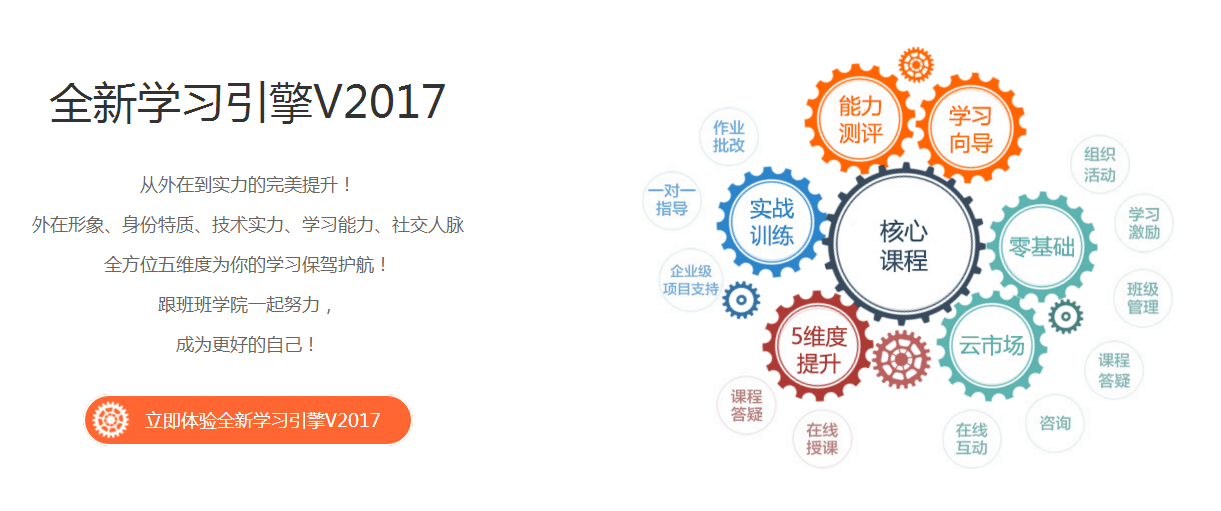 全新学习引擎V2017
从外在到实力的完美提升！
外在形象、身份特质、技术实力、学习能力、社交人脉
全方位五维度为你的学习保驾护航！
跟班班学院一起努力，
成为更好的自己！
立即体验全新学习引擎V2017
能力
测评
学习
向导
作业
批改
一对一
指导
企业级
项目支持
实战
训练
核心
课程
零基础
组织
活动
学习
激励
班级
管理
课程
答疑
5维度
提升
云市场
课程
答疑
在线
授课
在线
互动
咨询